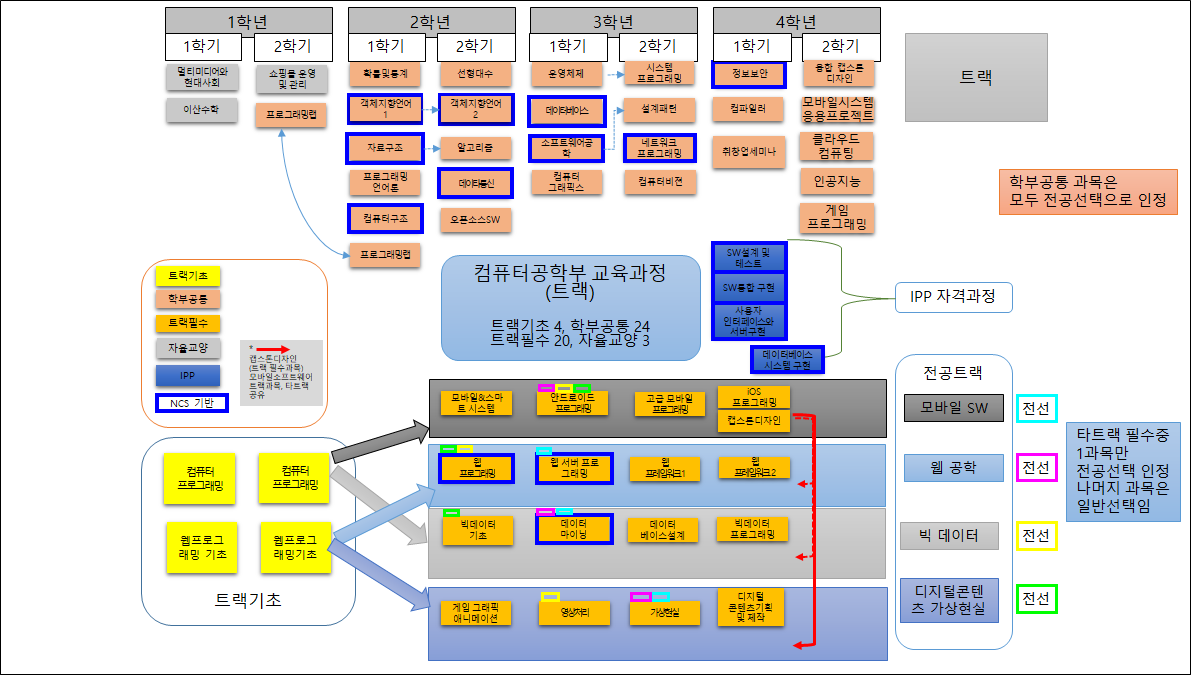 1학년
2학년
3학년
4학년
1학기
2학기
1학기
2학기
1학기
2학기
1학기
2학기
트랙
멀티미디어와
현대사회
쇼핑몰 운영
및 관리
확률및통계
선형대수
운영체제
시스템
프로그래밍
정보보안
융합 캡스톤
디자인
이산수학
프로그래밍랩
객체지향언어
1
객체지향언어
2
데이터베이스
설계패턴
컴파일러
모바일시스템
응용프로젝트
자료구조
알고리즘
소프트웨어공
학
네트워크
프로그래밍
취창업세미나
클라우드
컴퓨팅
프로그래밍
언어론
데이타통신
컴퓨터
그래픽스
컴퓨터비젼
인공지능
컴퓨터구조
오픈소스SW
게임
프로그래밍
프로그래밍랩
학부공통 과목은
모두 전공선택으로 인정
트랙기초
학부공통
트랙필수
자율교양
IPP
NCS 기반
*
캡스톤디자인
(트랙 필수과목)
모바일소프트웨어
트랙과목, 타트랙
공유
컴퓨터공학부 교육과정
(트랙)
트랙기초 4, 학부공통 24
트랙필수 20, 자율교양 3
SW설계 및
테스트
SW통합 구현
사용자
인터페이스와
서버구현
데이터베이스
시스템 구현
IPP 자격과정
전공트랙
모바일&스마
트 시스템
안드로이드
프로그래밍
고급 모바일
프로그래밍
iOS
프로그래밍
캡스톤디자인
모바일 SW
전선
웹
프로그래밍
웹 서버 프로
그래밍
웹
프레임워크1
웹
프레임워크2
웹 공학
전선
타트랙 필수중
1과목만
전공선택 인정
나머지 과목은
일반선택임
빅데이터
기초
데이터
마이닝
데이터
베이스설계
빅데이터
프로그래밍
빅 데이터
전선
게임 그래픽
애니메이션
영상처리
가상현실
디지털
콘텐츠기획
및 제작
디지털콘텐
츠 가상현실
전선
컴퓨터
프로그래밍
컴퓨터
프로그래밍
웹프로그
래밍 기초
웹프로그
래밍기초
트랙기초